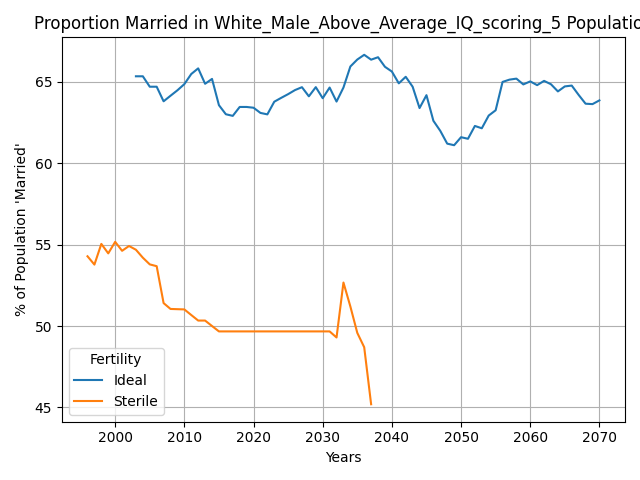 Proportion Married in White_Male_Above_Average_IQ_scoring_5 Populatio
65
60
55
50
45
% of Population 'Married'
Fertility
Ideal
Sterile
2000 2010 2020 2030 2040 2050 2060 2070
Years